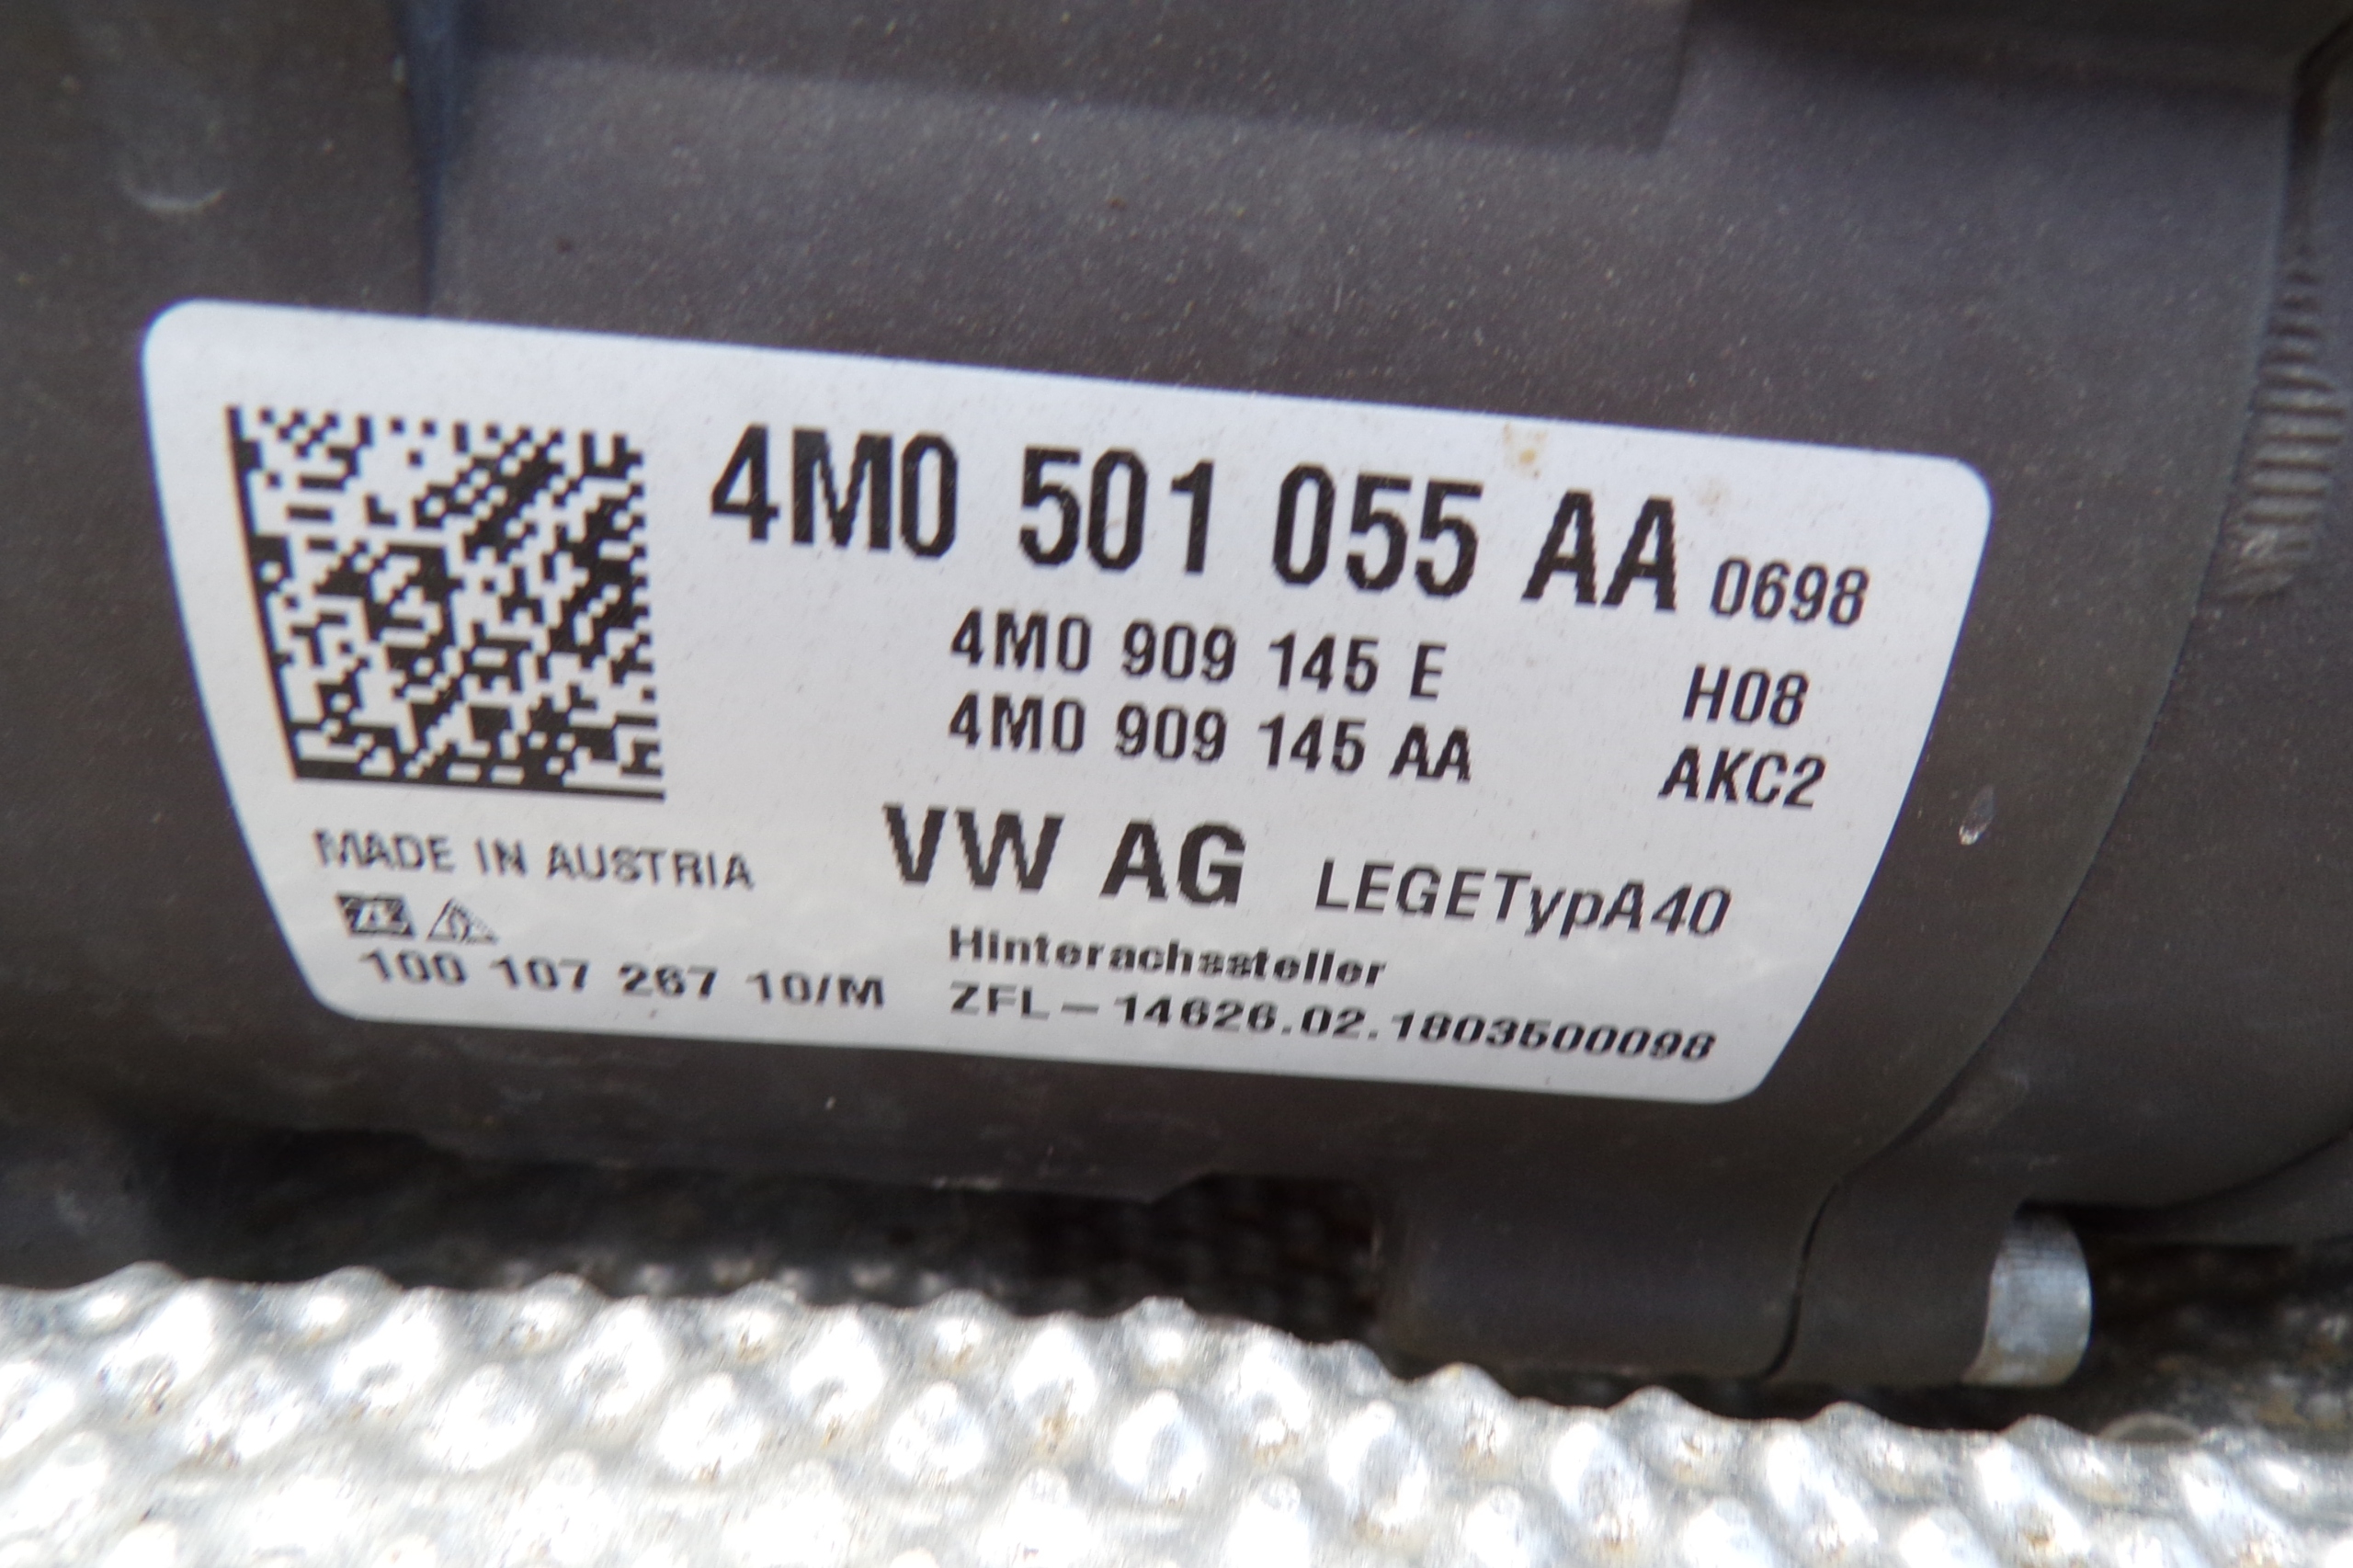 4M0 501 055 AA 0698
4M0 909 145 E H08
4M0 909 145 AA AKC2
VW AG LEGETypA40
MADE IN AUSTRIA
ZF
Hinterachssteller
100 107 267 10/M
ZFL-14626.02.1803500098